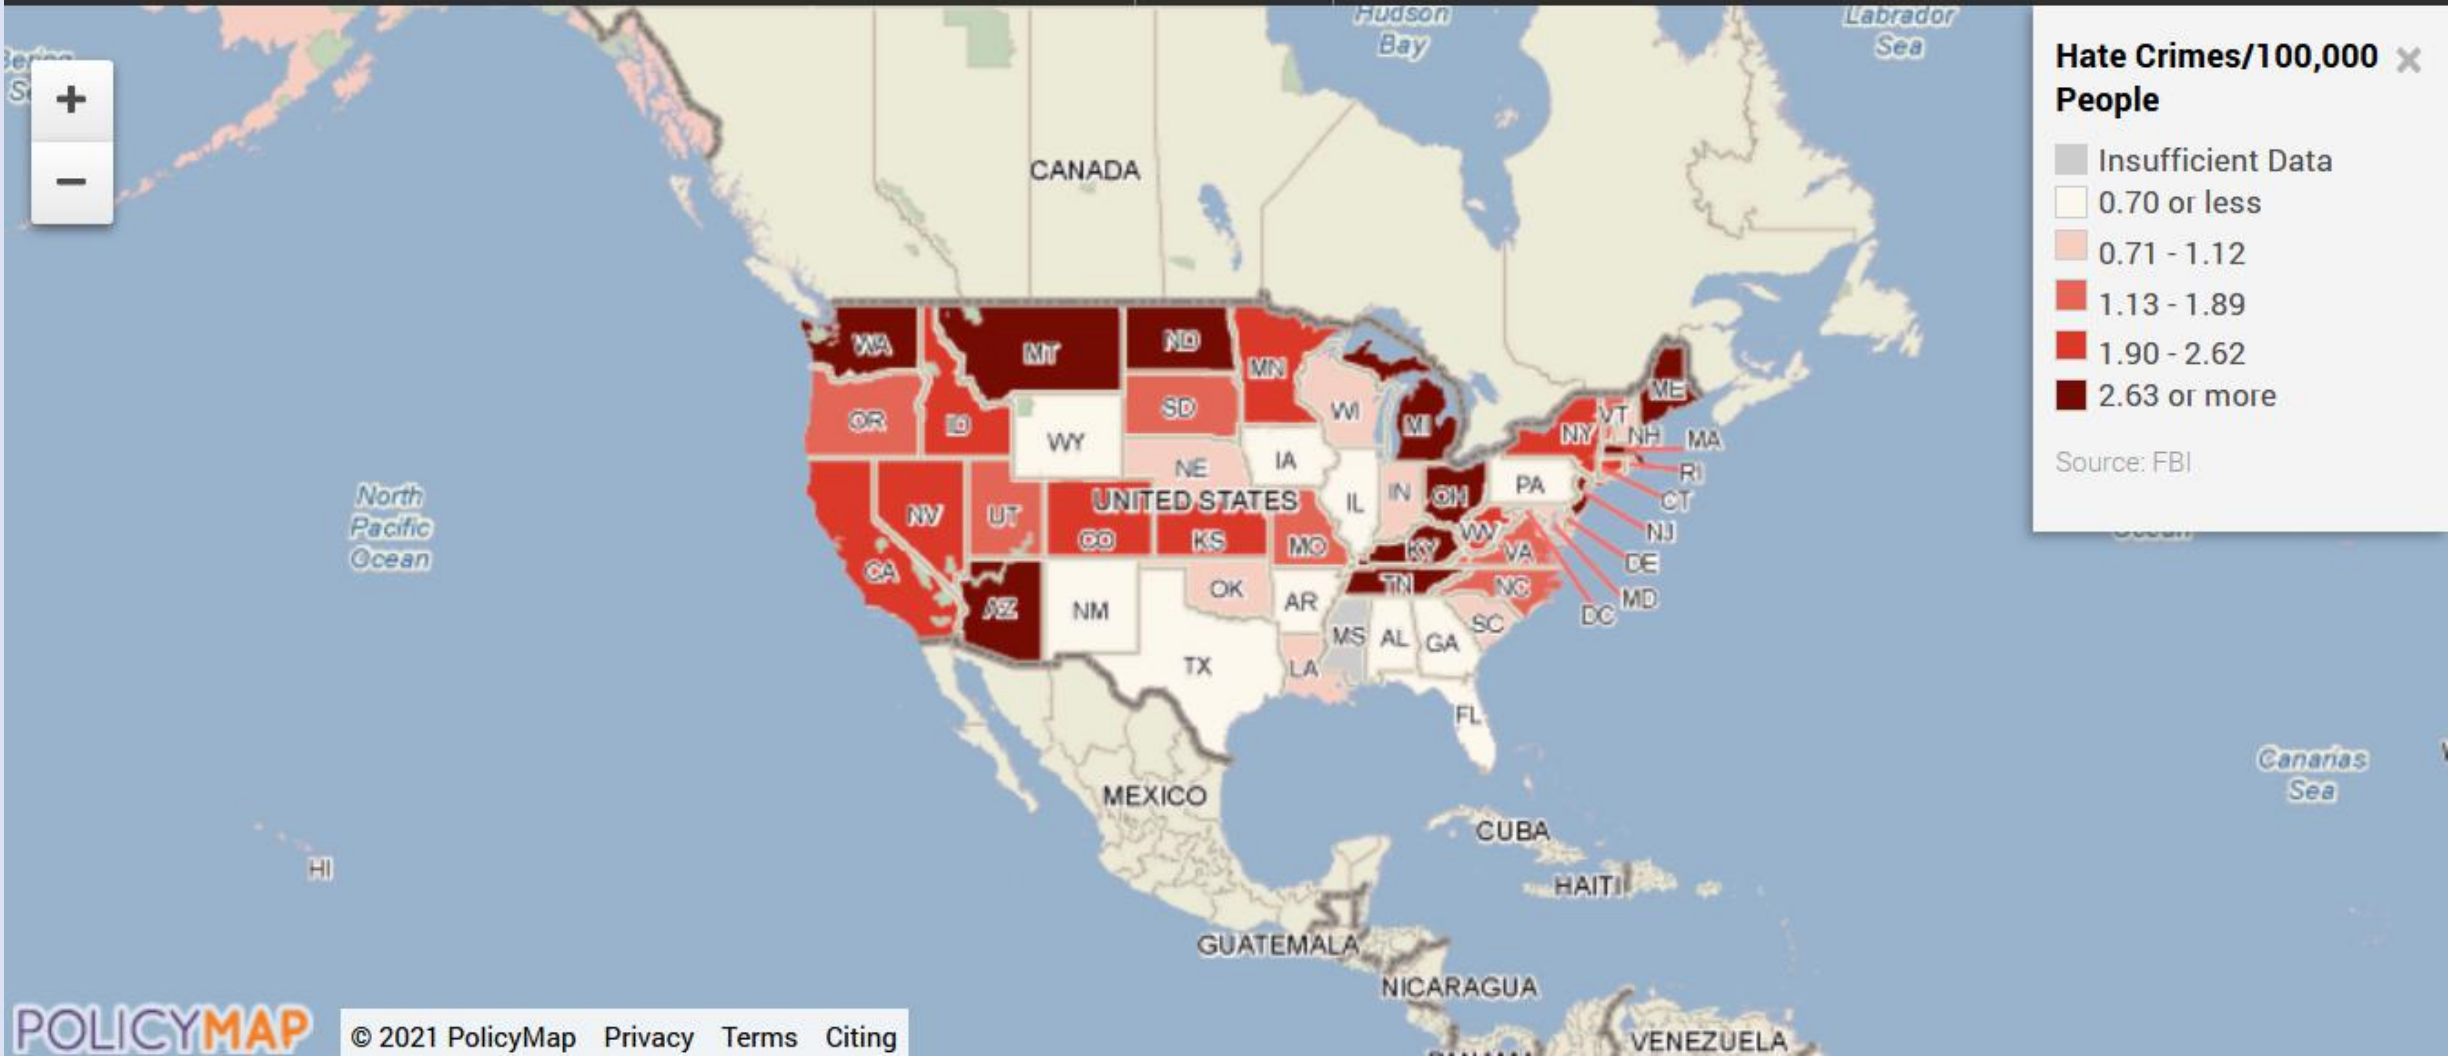 Hudson
Bay
Labrador
Sea
Hate Crimes/100,000
People
×
Insufficient Data
0.70 or less
0.71 - 1.12
1.13 - 1.89
1.90 - 2.62
2.63 or more
Source: FBI
+
−
CANADA
WA
MT
ND
MN
OR
ID
SD
WI
MI
ME
VT
NH
MA
NY
WY
NE
IA
RI
CT
NJ
DE
MD
DC
North
Pacific
Ocean
NV
UT
UNITED STATES
IL
IN
OH
PA
CO
KS
MO
KY
WV
VA
CA
AZ
NM
OK
AR
TN
NC
SC
TX
LA
MS
AL
GA
FL
MEXICO
CUBA
HAITI
HI
Canarias
Sea
GUATEMALA
NICARAGUA
VENEZUELA
POLICYMAP
© 2021 PolicyMap Privacy Terms Citing